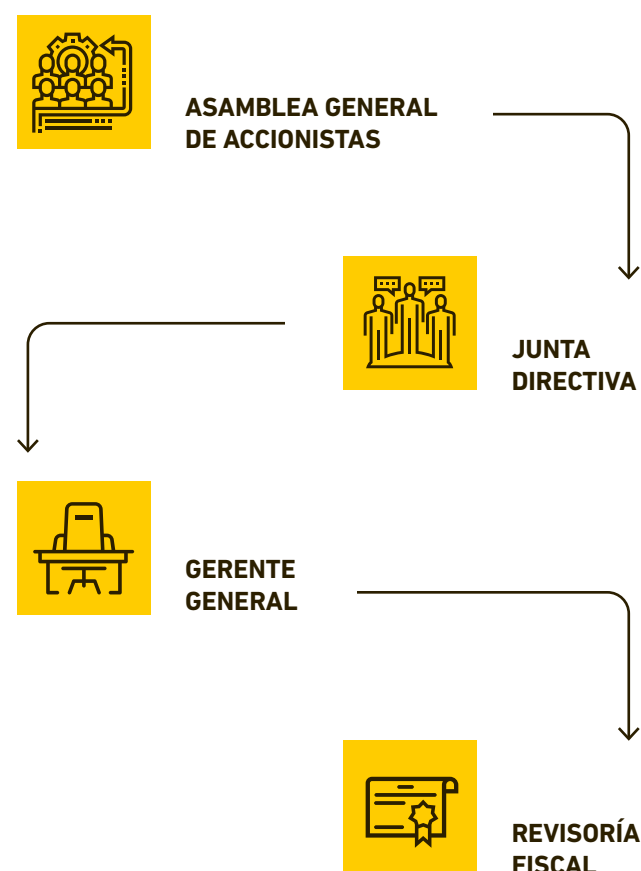 ASAMBLEA GENERAL
DE ACCIONISTAS
JUNTA
DIRECTIVA
GERENTE
GENERAL
REVISORÍA
FISCAL